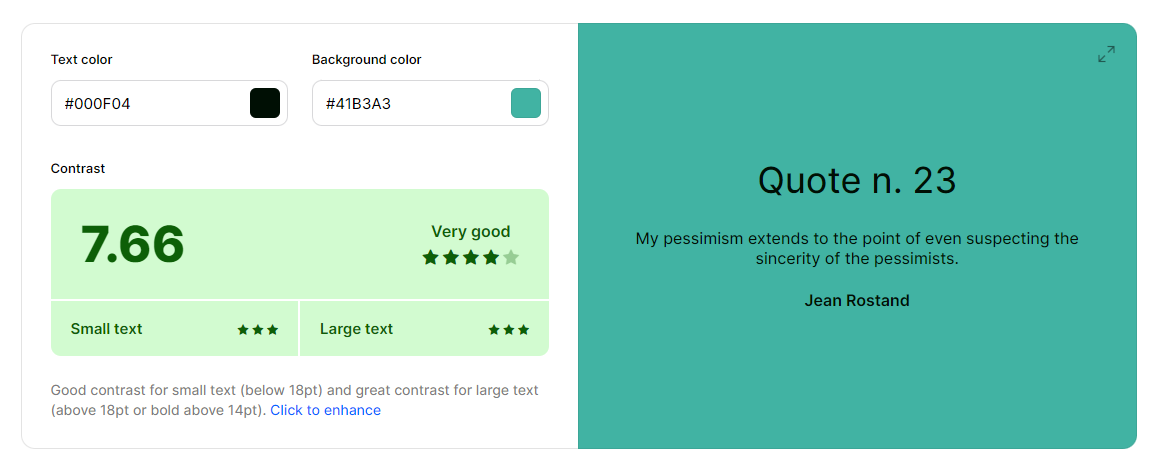 Text color
Background color
#000F04
#41B3A3
Contrast
7.66
Very good
Small text
Large text
Good contrast for small text (below 18pt) and great contrast for large text
(above 18pt or bold above 14pt). Click to enhance
Quote n. 23
My pessimism extends to the point of even suspecting the
sincerity of the pessimists.
Jean Rostand